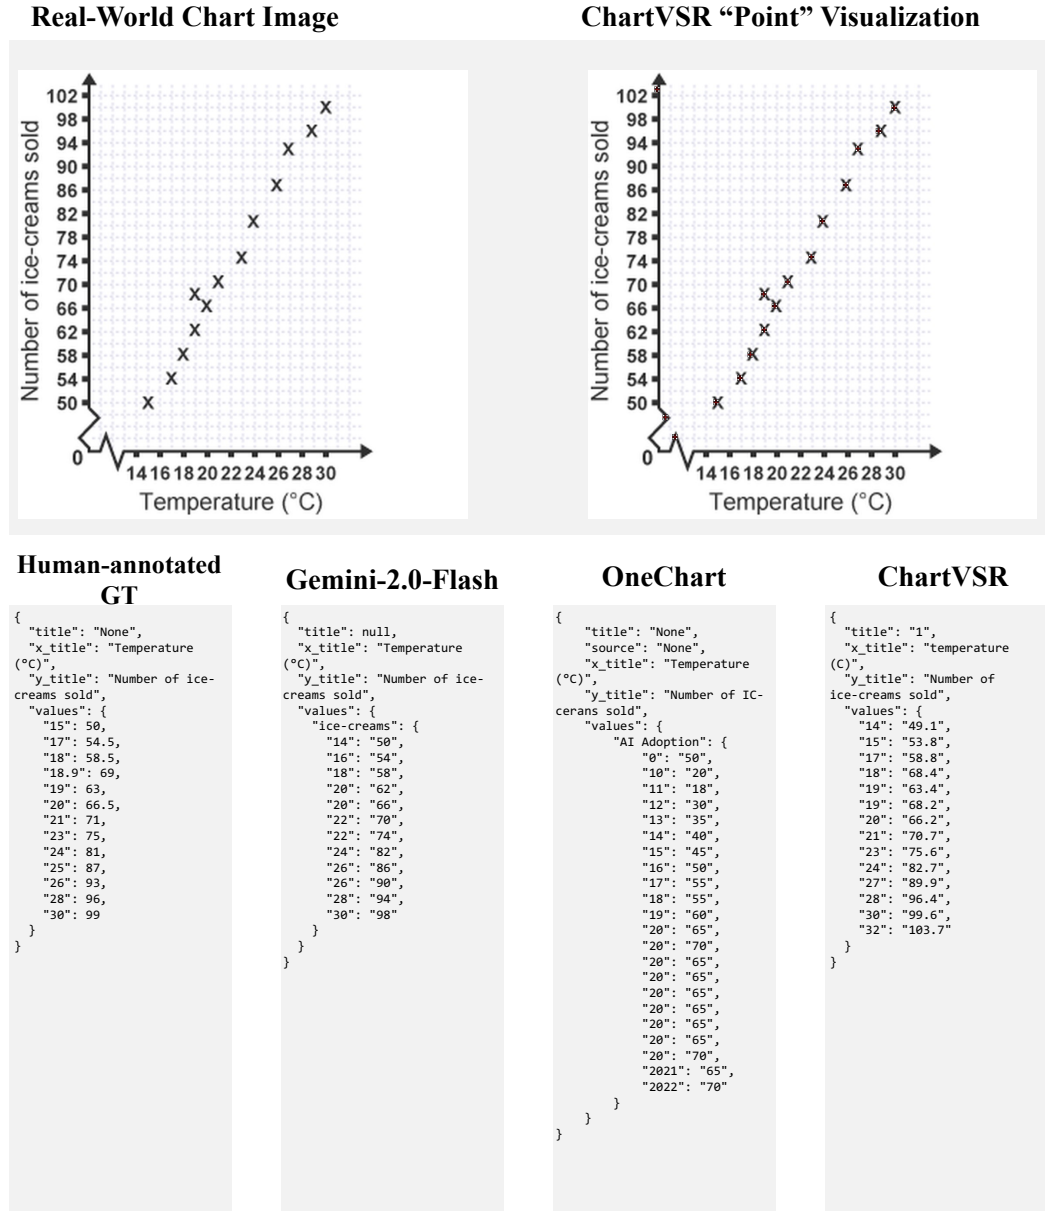 Real-World Chart Image
ChartVSR “Point” Visualization
Number of ice-creams sold
102
98
94
90
86
82
78
74
70
66
62
58
54
50
0
14 16 18 20 22 24 26 28 30
Temperature (°C)
Number of ice-creams sold
102
98
94
90
86
82
78
74
70
66
62
58
54
50
0
14 16 18 20 22 24 26 28 30
Temperature (°C)
Human-annotated
GT
{
"title": "None",
"x_title": "Temperature
(ºC)",
"y_title": "Number of ice-
creams sold",
"values": {
"15": 50,
"17": 54.5,
"18": 58.5,
"18.9": 69,
"19": 63,
"20": 66.5,
"21": 71,
"23": 75,
"24": 81,
"25": 87,
"26": 93,
"28": 96,
"30": 99
}
}
Gemini-2.0-Flash
{
"title": null,
"x_title": "Temperature
(ºC)",
"y_title": "Number of ice-
creams sold",
"values": {
"ice-creams": {
"14": "50",
"16": "54",
"18": "58",
"20": "62",
"20": "66",
"22": "70",
"22": "74",
"24": "82",
"26": "86",
"26": "90",
"28": "94",
"30": "98"
}
}
}
OneChart
{
"title": "None",
"source": "None",
"x_title": "Temperature
(ºC)",
"y_title": "Number of IC-
cerans sold",
"values": {
"AI Adoption": {
"0": "50",
"10": "20",
"11": "18",
"12": "30",
"13": "35",
"14": "40",
"15": "45",
"16": "50",
"17": "55",
"18": "55",
"19": "60",
"20": "65",
"20": "70",
"20": "65",
"20": "65",
"20": "65",
"20": "65",
"20": "65",
"20": "65",
"20": "70",
"2021": "65",
"2022": "70"
}
}
}
ChartVSR
{
"title": "1",
"x_title": "temperature
(C)",
"y_title": "Number of
ice-creams sold",
"values": {
"14": "49.1",
"15": "53.8",
"17": "58.8",
"18": "68.4",
"19": "63.4",
"19": "68.2",
"20": "66.2",
"21": "70.7",
"23": "75.6",
"24": "82.7",
"27": "89.9",
"28": "96.4",
"30": "99.6",
"32": "103.7"
}
}